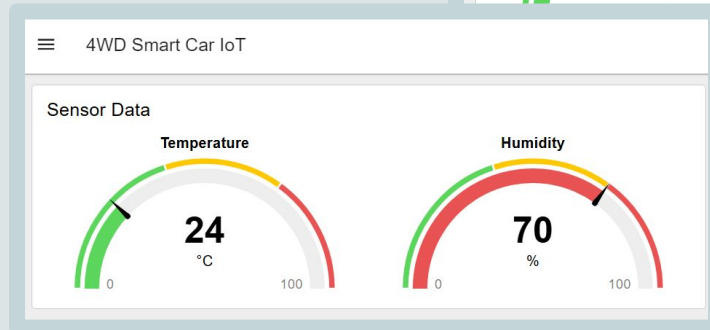 4WD Smart Car IoT
Sensor Data
Temperature
24
°C
0
100
Humidity
70
%
0
100